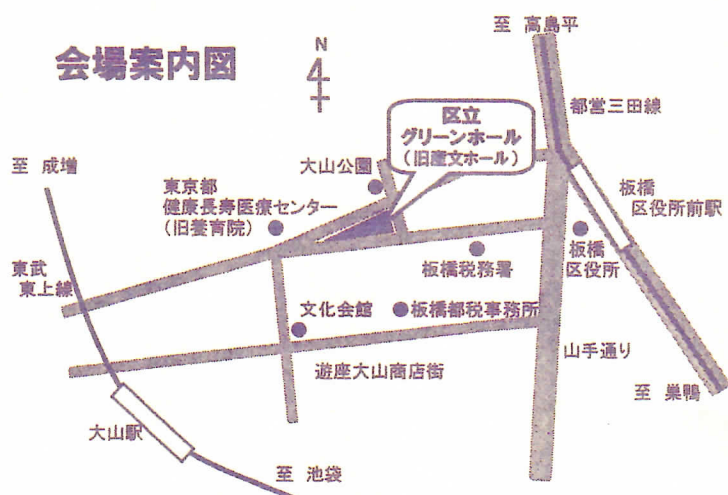 会場案内図
N
至 高島平
都営三田線
区立
グリーンホール
(旧産文ホール)
大山公園
至 成増
東京都
健康長寿医療センター
(旧養育院)
板橋
区役所前駅
東武
東上線
板橋税務署
板橋
区役所
文化会館
板橋都税事務所
山手通り
遊座大山商店街
至 巣鴨
大山駅
至 池袋